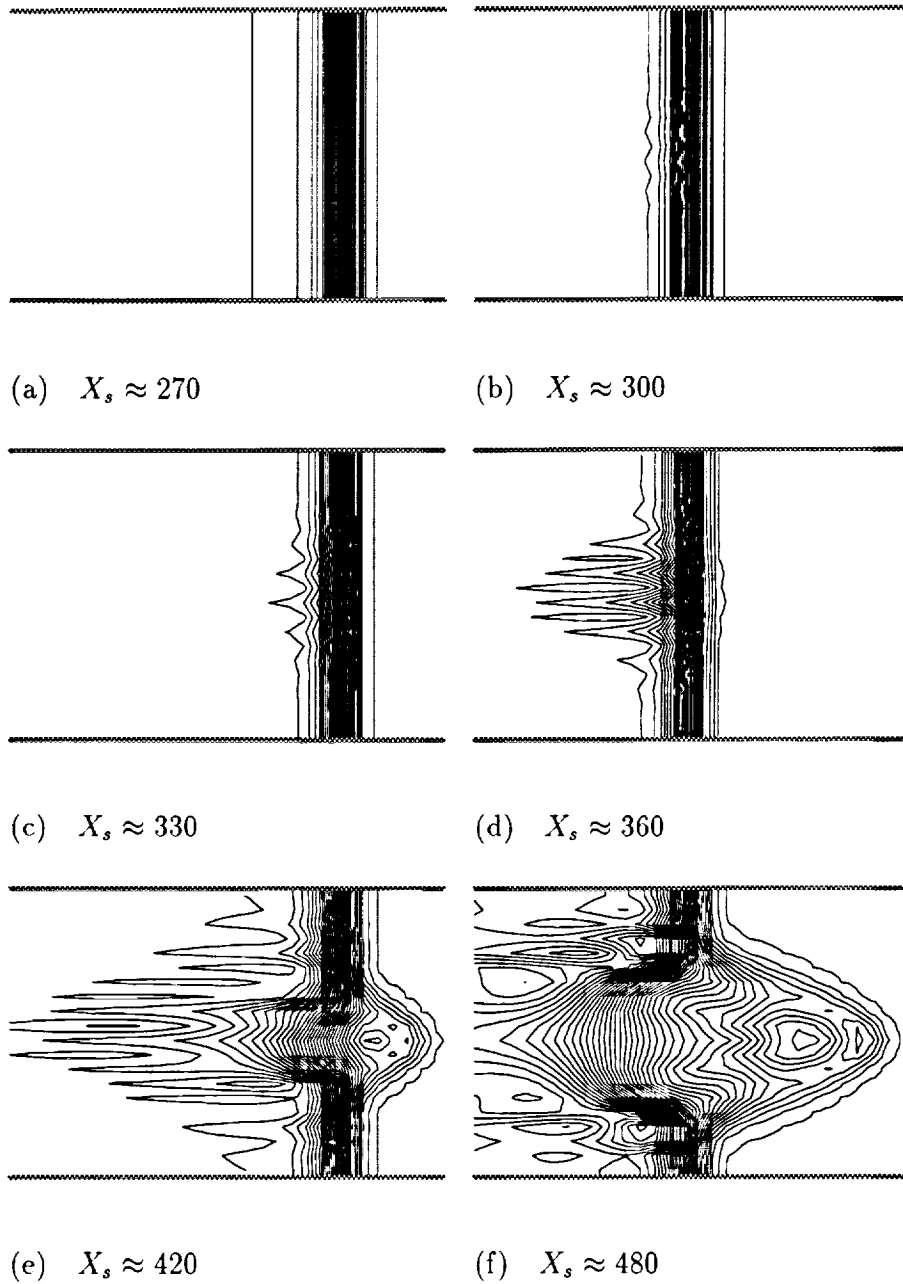 (a) X_s ≈ 270
(b) X_s ≈ 300
(c) X_s ≈ 330
(d) X_s ≈ 360
(e) X_s ≈ 420
(f) X_s ≈ 480